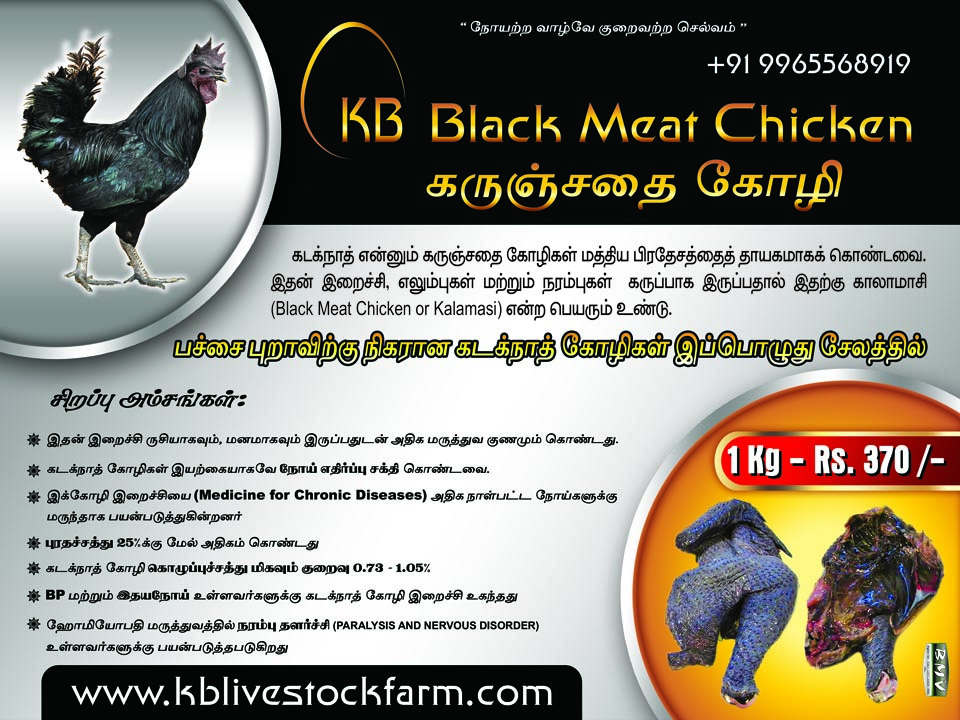 “ நோயற்ற வாழ்வே குறைவற்ற செல்வம் ”
+91 9965568919
KB Black Meat Chicken
கருஞ்சதை கோழி
கடக்நாத் என்னும் கருஞ்சதை கோழிகள் மத்திய பிரதேசத்தைத் தாயகமாகக் கொண்டவை.
இதன் இறைச்சி, எலும்புகள் மற்றும் நரம்புகள் கருப்பாக இருப்பதால் இதற்கு காலாமாசி
(Black Meat Chicken or Kalamasi) என்ற பெயரும் உண்டு.
பச்சை புறாவிற்கு நிகரான கடக்நாத் கோழிகள் இப்பொழுது சேலத்தில்
சிறப்பு அம்சங்கள்:
இதன் இறைச்சி ருசியாகவும், மனமாகவும் இருப்பதுடன் அதிக மருத்துவ குணமும் கொண்டது.
கடக்நாத் கோழிகள் இயற்கையாகவே நோய் எதிர்ப்பு சக்தி கொண்டவை.
இக்கோழி இறைச்சியை (Medicine for Chronic Diseases) அதிக நாள்பட்ட நோய்களுக்கு
மருந்தாக பயன்படுத்துகின்றனர்
புரதச்சத்து 25%க்கு மேல் அதிகம் கொண்டது
கடக்நாத் கோழி கொழுப்புச்சத்து மிகவும் குறைவு 0.73 - 1.05%
BP மற்றும் இதயநோய் உள்ளவர்களுக்கு கடக்நாத் கோழி இறைச்சி உகந்தது
ஹோமியோபதி மருத்துவத்தில் நரம்பு தளர்ச்சி (PARALYSIS AND NERVOUS DISORDER)
உள்ளவர்களுக்கு பயன்படுத்தபடுகிறது
1 Kg – Rs. 370 /–
BMV
www.kblivestockfarm.com